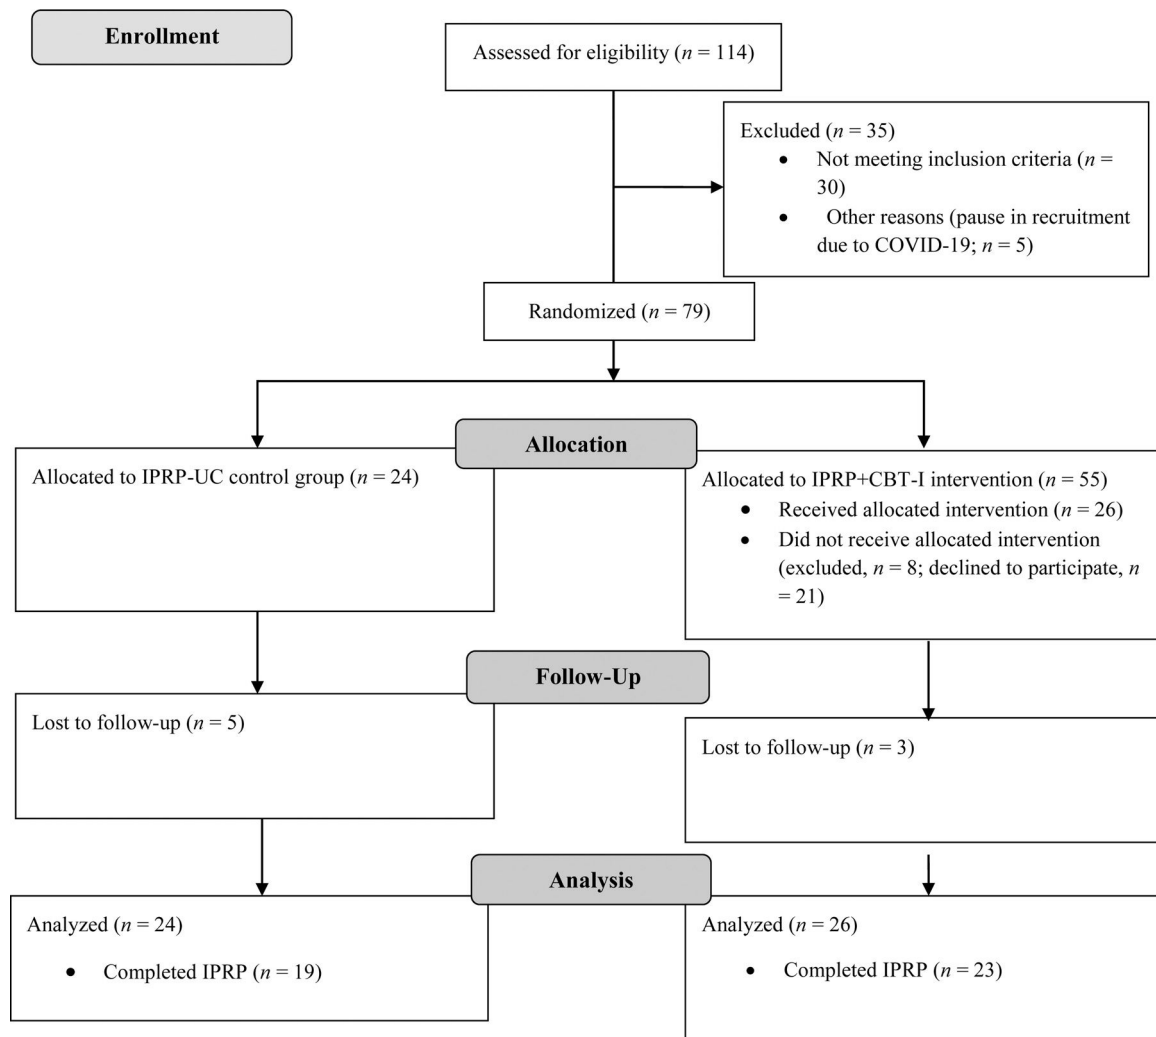 Enrollment
Assessed for eligibility (n = 114)
Excluded (n = 35)
• Not meeting inclusion criteria (n =
30)
• Other reasons (pause in recruitment
due to COVID-19; n = 5)
Randomized (n = 79)
Allocation
Allocated to IPRP-UC control group (n = 24)
Allocated to IPRP+CBT-I intervention (n = 55)
• Received allocated intervention (n = 26)
• Did not receive allocated intervention
(excluded, n = 8; declined to participate, n
= 21)
Follow-Up
Lost to follow-up (n = 5)
Lost to follow-up (n = 3)
Analysis
Analyzed (n = 24)
• Completed IPRP (n = 19)
Analyzed (n = 26)
• Completed IPRP (n = 23)